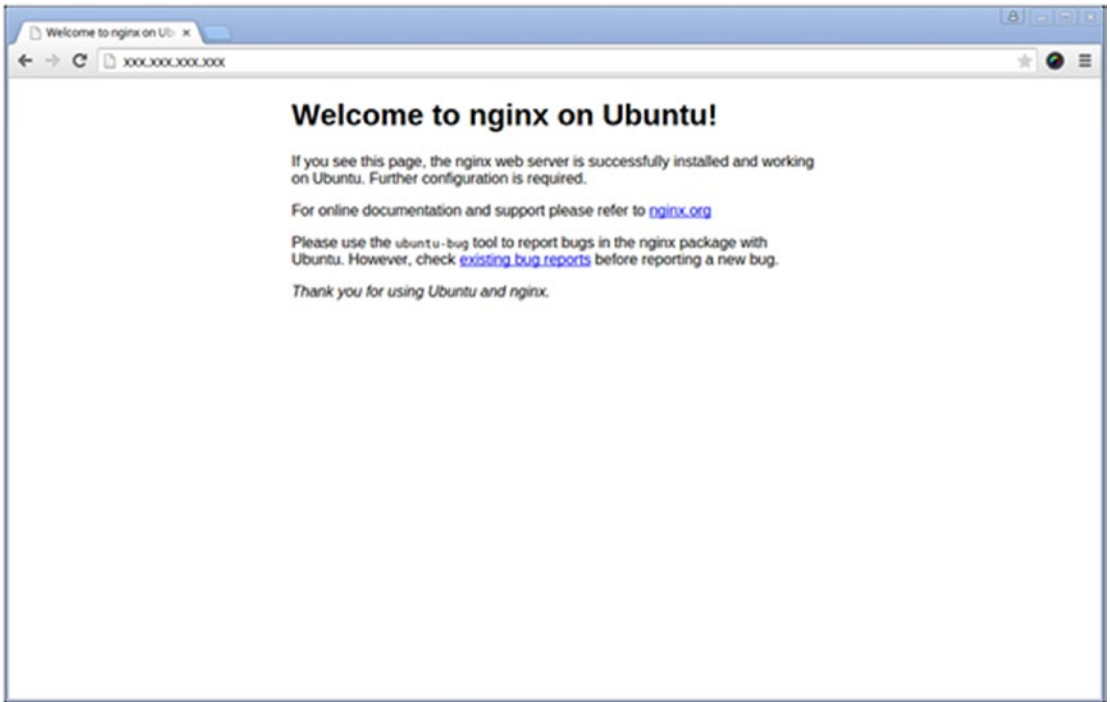 Welcome to nginx on Ub
xxx.xxx.xxx.xxx
Welcome to nginx on Ubuntu!
If you see this page, the nginx web server is successfully installed and working
on Ubuntu. Further configuration is required.
For online documentation and support please refer to nginx.org
Please use the ubuntu-bug tool to report bugs in the nginx package with
Ubuntu. However, check existing bug reports before reporting a new bug.
Thank you for using Ubuntu and nginx.